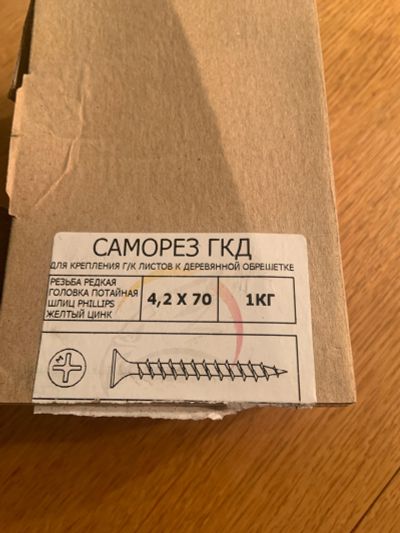 САМОРЕЗ ГКД
ДЛЯ КРЕПЛЕНИЯ Г/К ЛИСТОВ К ДЕРЕВЯННОЙ ОБРЕШЕТКЕ
РЕЗЬБА РЕДКАЯ
ГОЛОВКА ПОТАЙНАЯ
ШЛИЦ PHILLIPS
ЖЕЛТЫЙ ЦИНК
4,2 X 70
1КГ